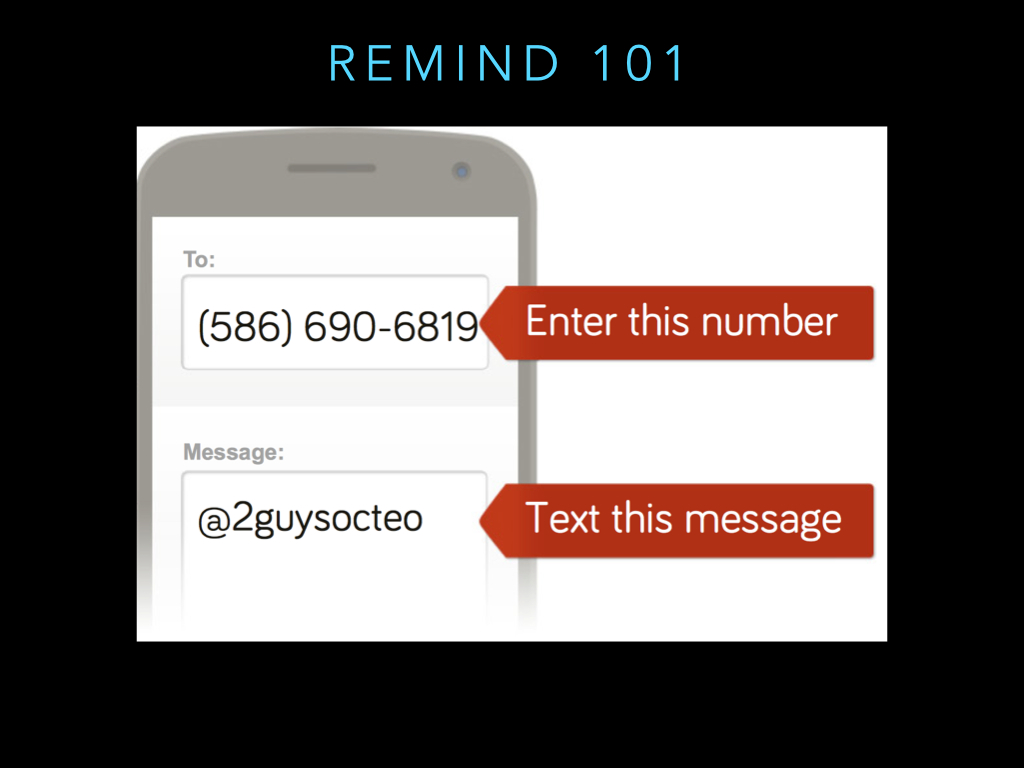 REMIND 101
To:
(586) 690-6819
Enter this number
Message:
@2guysocteo
Text this message